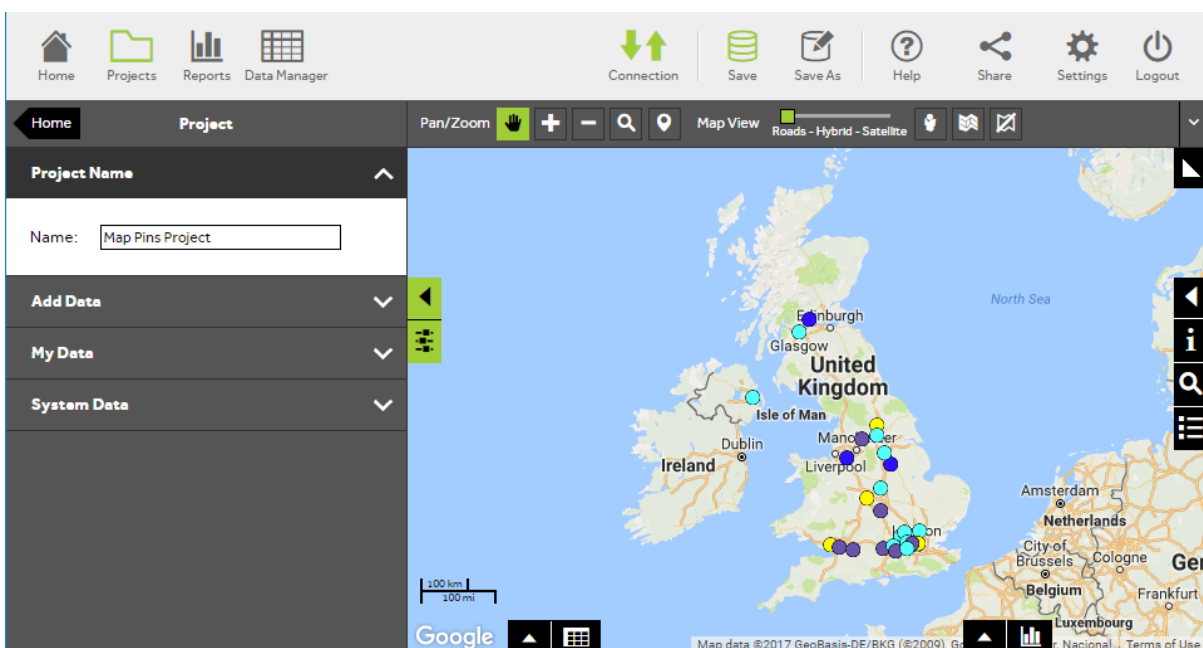 Home
Projects
Reports
Data Manager
Connection
Save
Save As
Help
Share
Settings
Logout
Home
Project
Pan/Zoom
Map View
Roads - Hybrid - Satellite
Project Name
Name: Map Pins Project
Add Data
My Data
System Data
North Sea
Edinburgh
Glasgow
United
Kingdom
Isle of Man
Dublin
Ireland
Liverpool
Amsterdam
Netherlands
City of
Brussels
Cologne
Belgium
Frankfurt
Luxembourg
100 km
100 mi
Google
Map data ©2017 GeoBasis-DE/BKG (©2009),
Nacional
Terms of Use